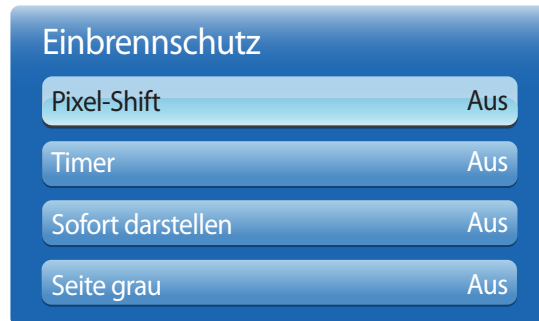 Einbrennschutz
Pixel-Shift Aus
Timer Aus
Sofort darstellen Aus
Seite grau Aus